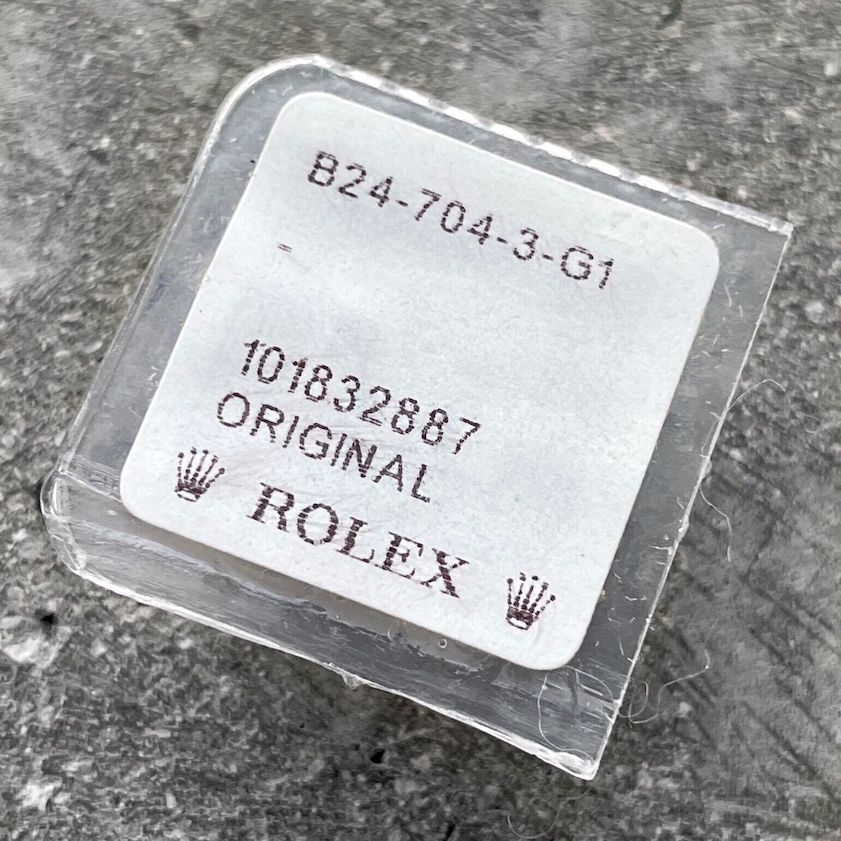 B24-704-3-G1
=
101832887
ORIGINAL
ROLEX